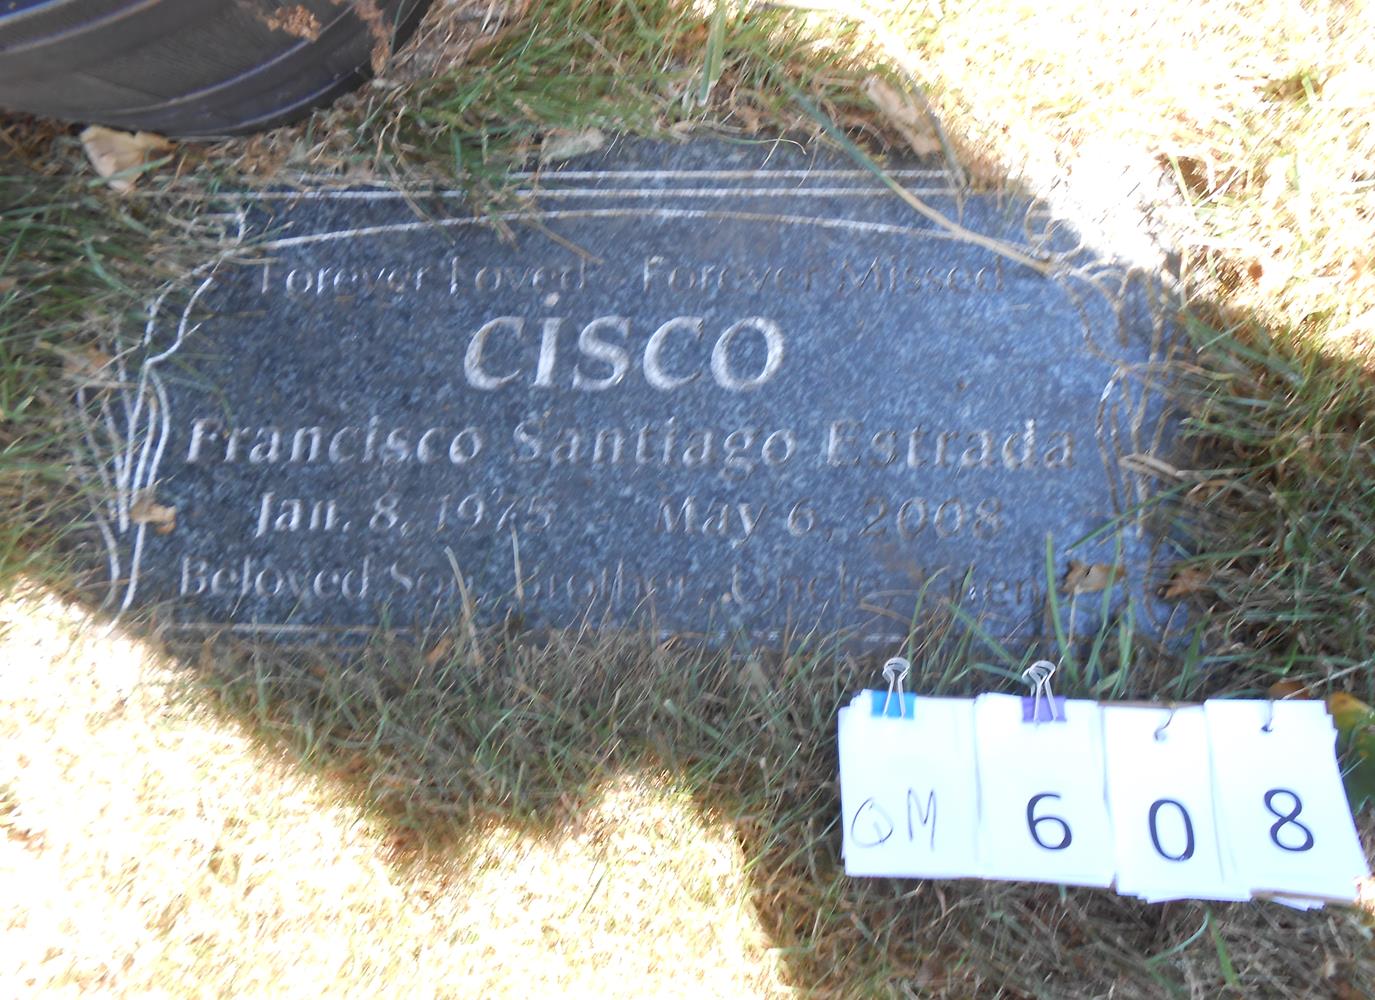 Forever Loved - Forever Missed
CISCO
Francisco Santiago Estrada
Jan. 8, 1975 - May 6, 2008
Beloved Son, Brother, Uncle,
QM 608